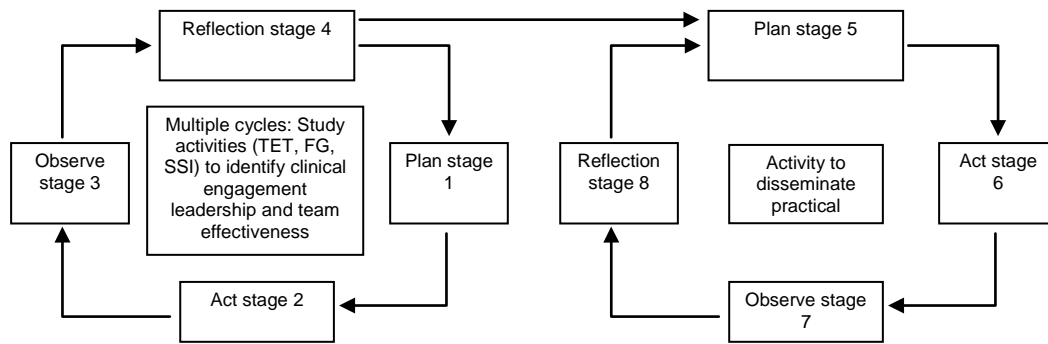 Reflection stage 4
Plan stage 5
Multiple cycles: Study
activities (TET, FG,
SSI) to identify clinical
engagement
leadership and team
effectiveness
Observe
stage 3
Plan stage
1
Reflection
stage 8
Activity to
disseminate
practical
Act stage
6
Act stage 2
Observe stage
7